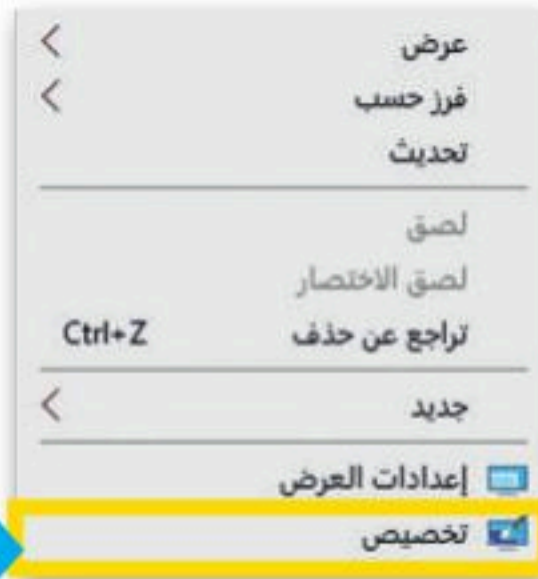 عرض
فرز حسب
تحديث
لصق
لصق الاختصار
تراجع عن حذف Ctrl+Z
جديد
إعدادات العرض
تخصيص